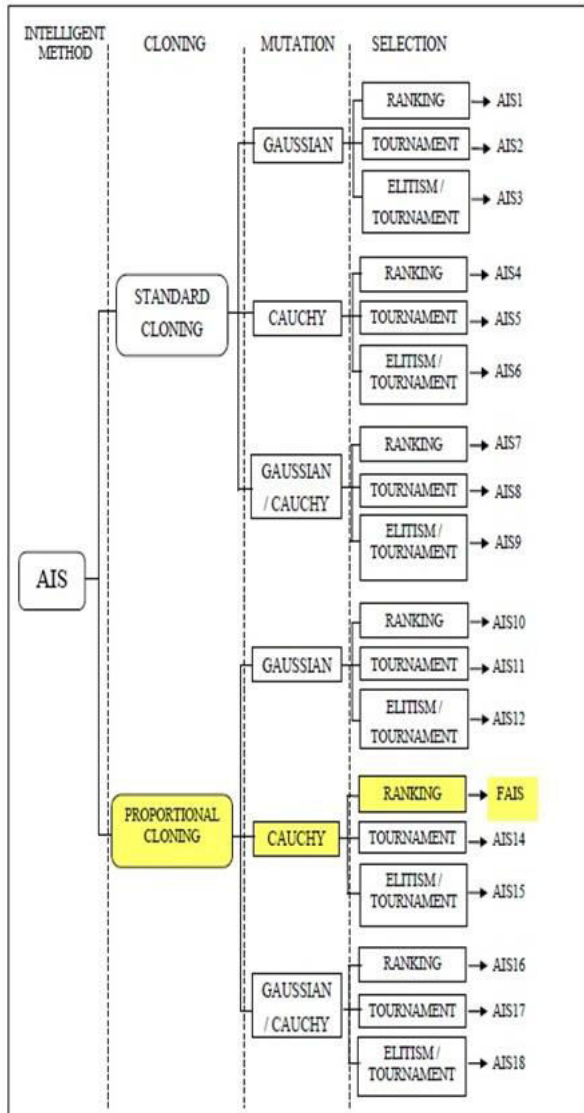 INTELLIGENT
METHOD
CLONING
MUTATION
SELECTION
AIS
STANDARD
CLONING
GAUSSIAN
RANKING
AIS1
TOURNAMENT
AIS2
ELITISM /
TOURNAMENT
AIS3
CAUCHY
RANKING
AIS4
TOURNAMENT
AIS5
ELITISM /
TOURNAMENT
AIS6
GAUSSIAN
/ CAUCHY
RANKING
AIS7
TOURNAMENT
AIS8
ELITISM /
TOURNAMENT
AIS9
PROPORTIONAL
CLONING
GAUSSIAN
RANKING
AIS10
TOURNAMENT
AIS11
ELITISM /
TOURNAMENT
AIS12
CAUCHY
RANKING
FAIS
TOURNAMENT
AIS14
ELITISM /
TOURNAMENT
AIS15
GAUSSIAN
/ CAUCHY
RANKING
AIS16
TOURNAMENT
AIS17
ELITISM /
TOURNAMENT
AIS18